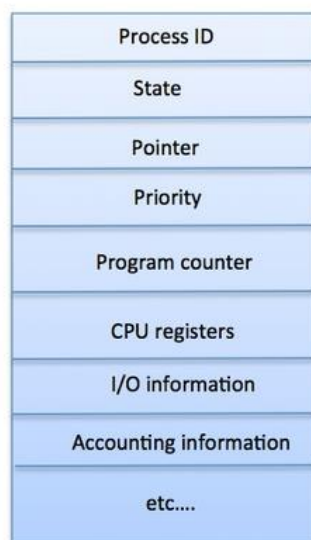 Process ID
State
Pointer
Priority
Program counter
CPU registers
I/O information
Accounting information
etc....